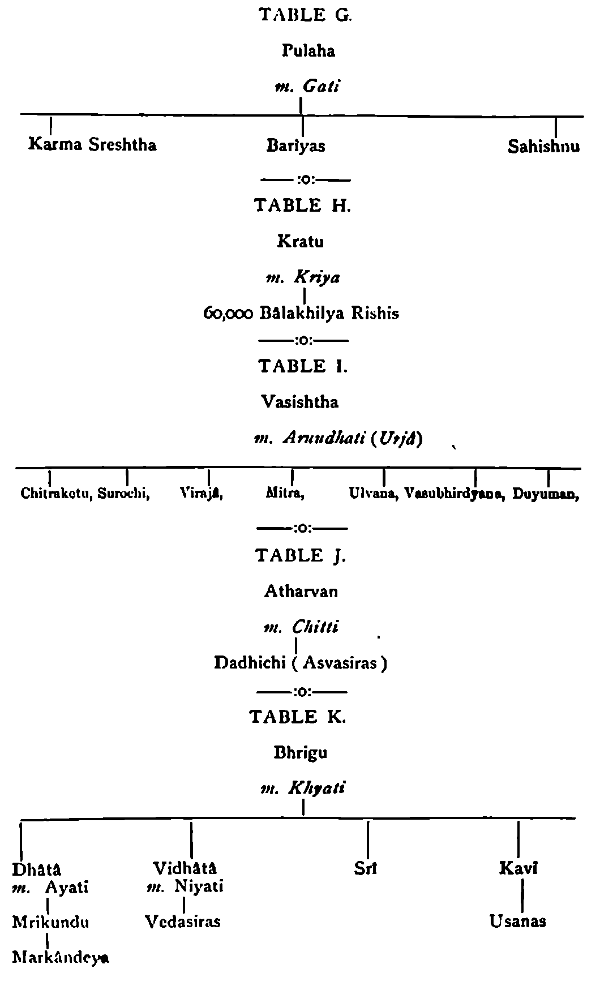 TABLE G.
Pulaha
m. Gati
Karma Sreshtha Bariyas Sahishnu
——:o:——
TABLE H.
Kratu
m. Kriya
60,000 Bâlakhilya Rishis
——:o:——
TABLE I.
Vasishtha
m. Arundhati (Urjâ)
Chitraketu, Surochi, Virajâ, Mitra, Ulvana, Vasubhirdyana, Duyuman,
——:o:——
TABLE J.
Atharvan
m. Chitti
Dadhichi ( Asvasiras )
——:o:——
TABLE K.
Bhrigu
m. Khyati
Dhâtâ Vidhâtâ Srî Kavî
m. Ayatî m. Niyati
Mrikundu Vedasiras Usanas
Markândeya